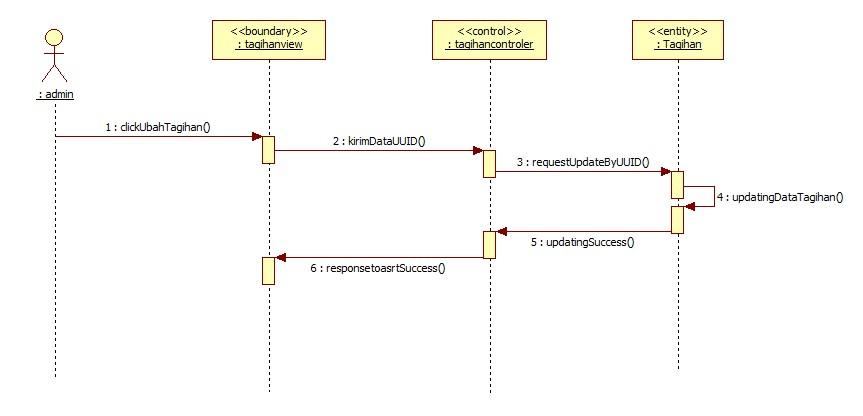 <<boundary>>
: tagihanview
<<control>>
: tagihancontroler
<<entity>>
: Tagihan
: admin
1 : clickUbahTagihan()
2 : kirimDataUUID()
3 : requestUpdateByUUID()
4 : updatingDataTagihan()
5 : updatingSuccess()
6 : responsetoasrtSuccess()